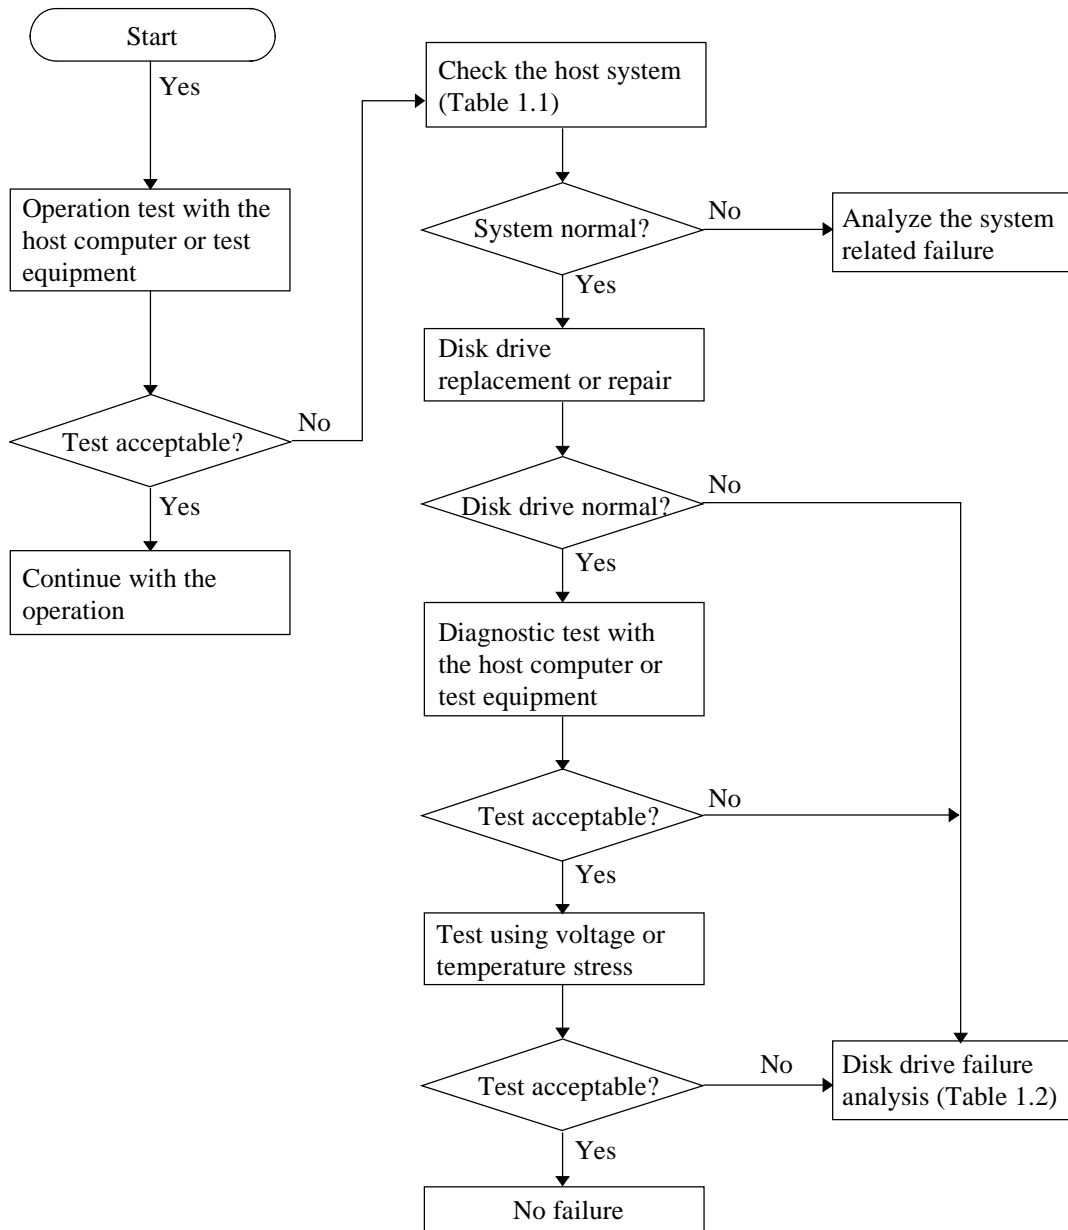 Start
Yes
Operation test with the
host computer or test
equipment
Test acceptable?
No
Yes
Continue with the
operation
Check the host system
(Table 1.1)
System normal?
No
Analyze the system
related failure
Yes
Disk drive
replacement or repair
Disk drive normal?
No
Yes
Diagnostic test with
the host computer or
test equipment
Test acceptable?
No
Yes
Test using voltage or
temperature stress
Test acceptable?
No
Disk drive failure
analysis (Table 1.2)
Yes
No failure